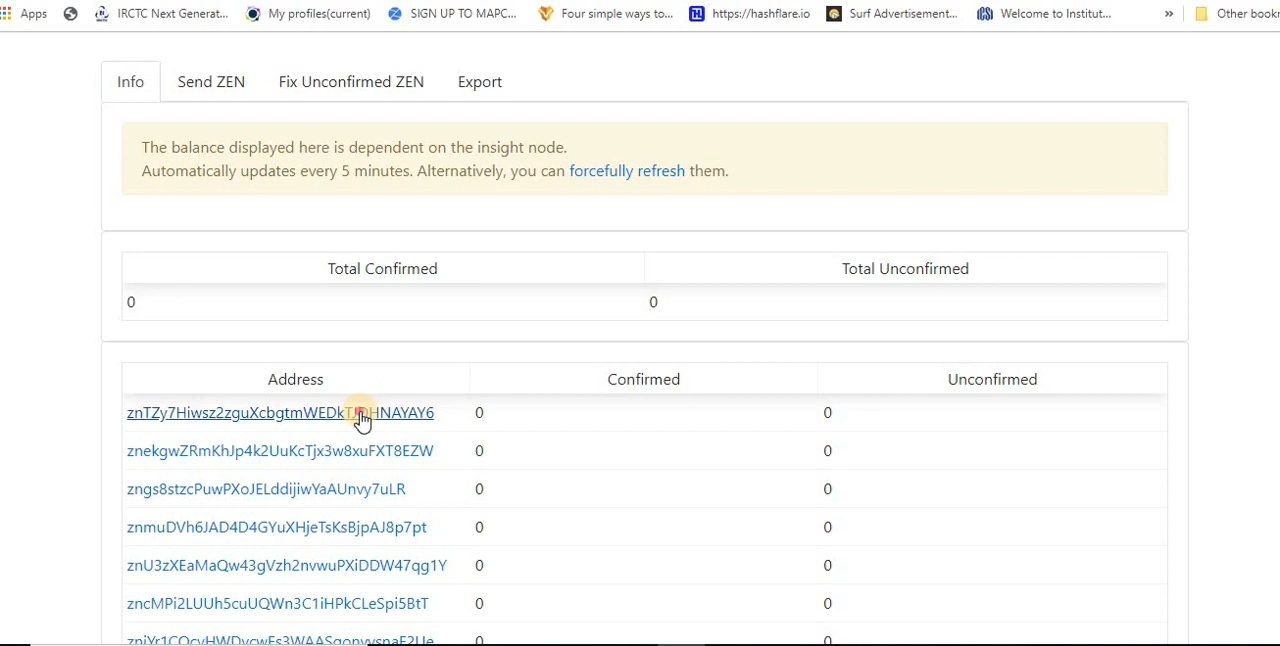 Apps IRCTC Next Generat... My profiles(current) SIGN UP TO MAPC... Four simple ways to... https://hashflare.io Surf Advertisement... Welcome to Institut... » Other book
Info Send ZEN Fix Unconfirmed ZEN Export
The balance displayed here is dependent on the insight node.
Automatically updates every 5 minutes. Alternatively, you can forcefully refresh them.
Total Confirmed Total Unconfirmed
0 0
Address Confirmed Unconfirmed
0 0
znekgwZRmKhJp4k2UuKcTjx3w8xuFXT8EZW 0 0
zngs8stzcPuwPXoJELddijiwYaAUnvy7uLR 0 0
znmuDVh6JAD4D4GYuXHjeTsKsBjpAJ8p7pt 0 0
znU3zXEaMaQw43gVzh2nvwuPXiDDW47qg1Y 0 0
zncMPi2LUUh5cuUQWn3C1iHPkCLeSpi5BtT 0 0
0 0